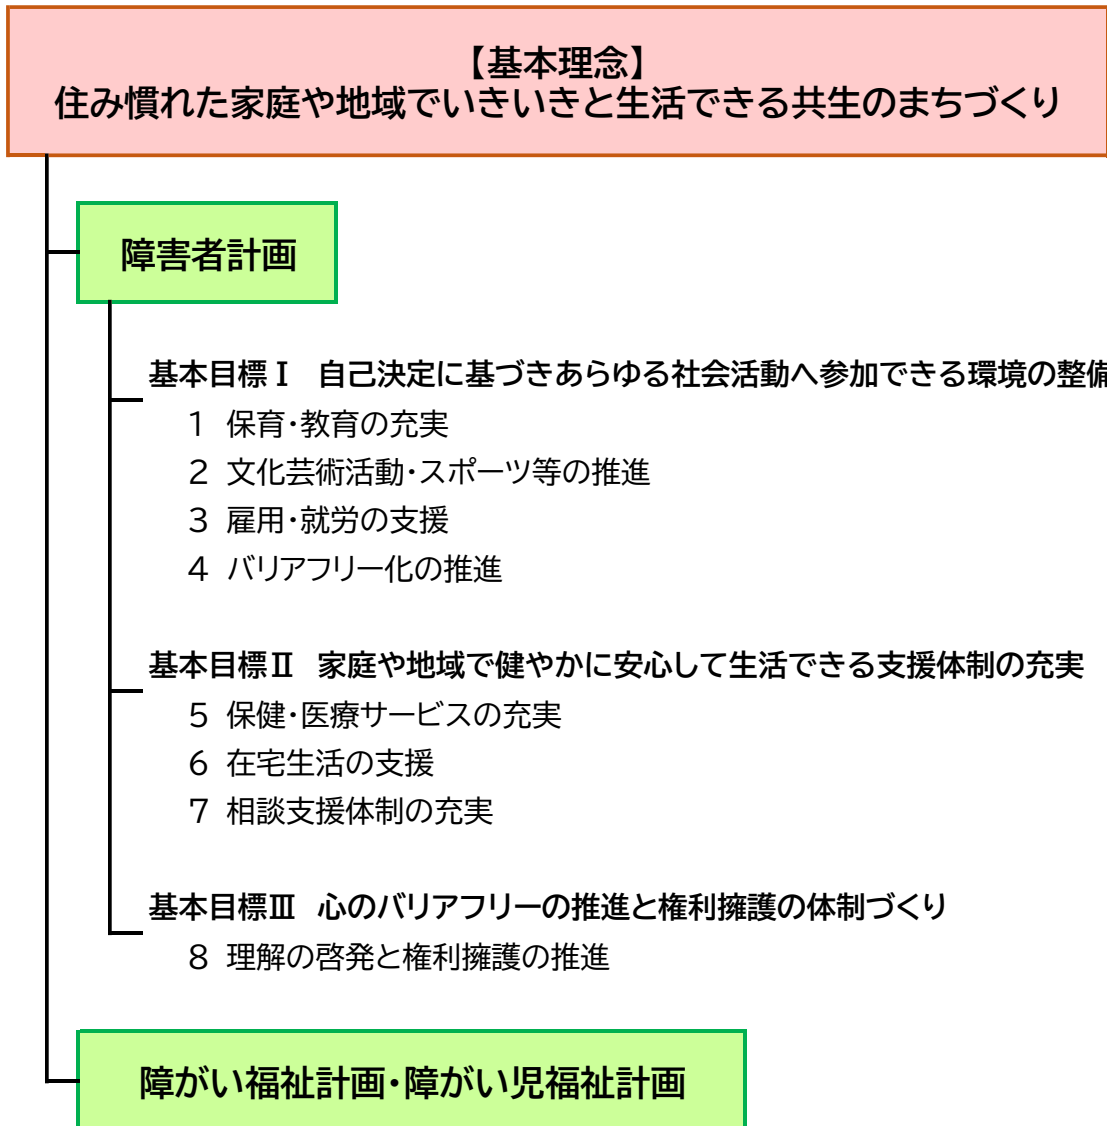 【基本理念】
住み慣れた家庭や地域でいきいきと生活できる共生のまちづくり
障害者計画
基本目標Ⅰ 自己決定に基づきあらゆる社会活動へ参加できる環境の整備
1 保育・教育の充実
2 文化芸術活動・スポーツ等の推進
3 雇用・就労の支援
4 バリアフリー化の推進
基本目標Ⅱ 家庭や地域で健やかに安心して生活できる支援体制の充実
5 保健・医療サービスの充実
6 在宅生活の支援
7 相談支援体制の充実
基本目標Ⅲ 心のバリアフリーの推進と権利擁護の体制づくり
8 理解の啓発と権利擁護の推進
障がい福祉計画・障がい児福祉計画